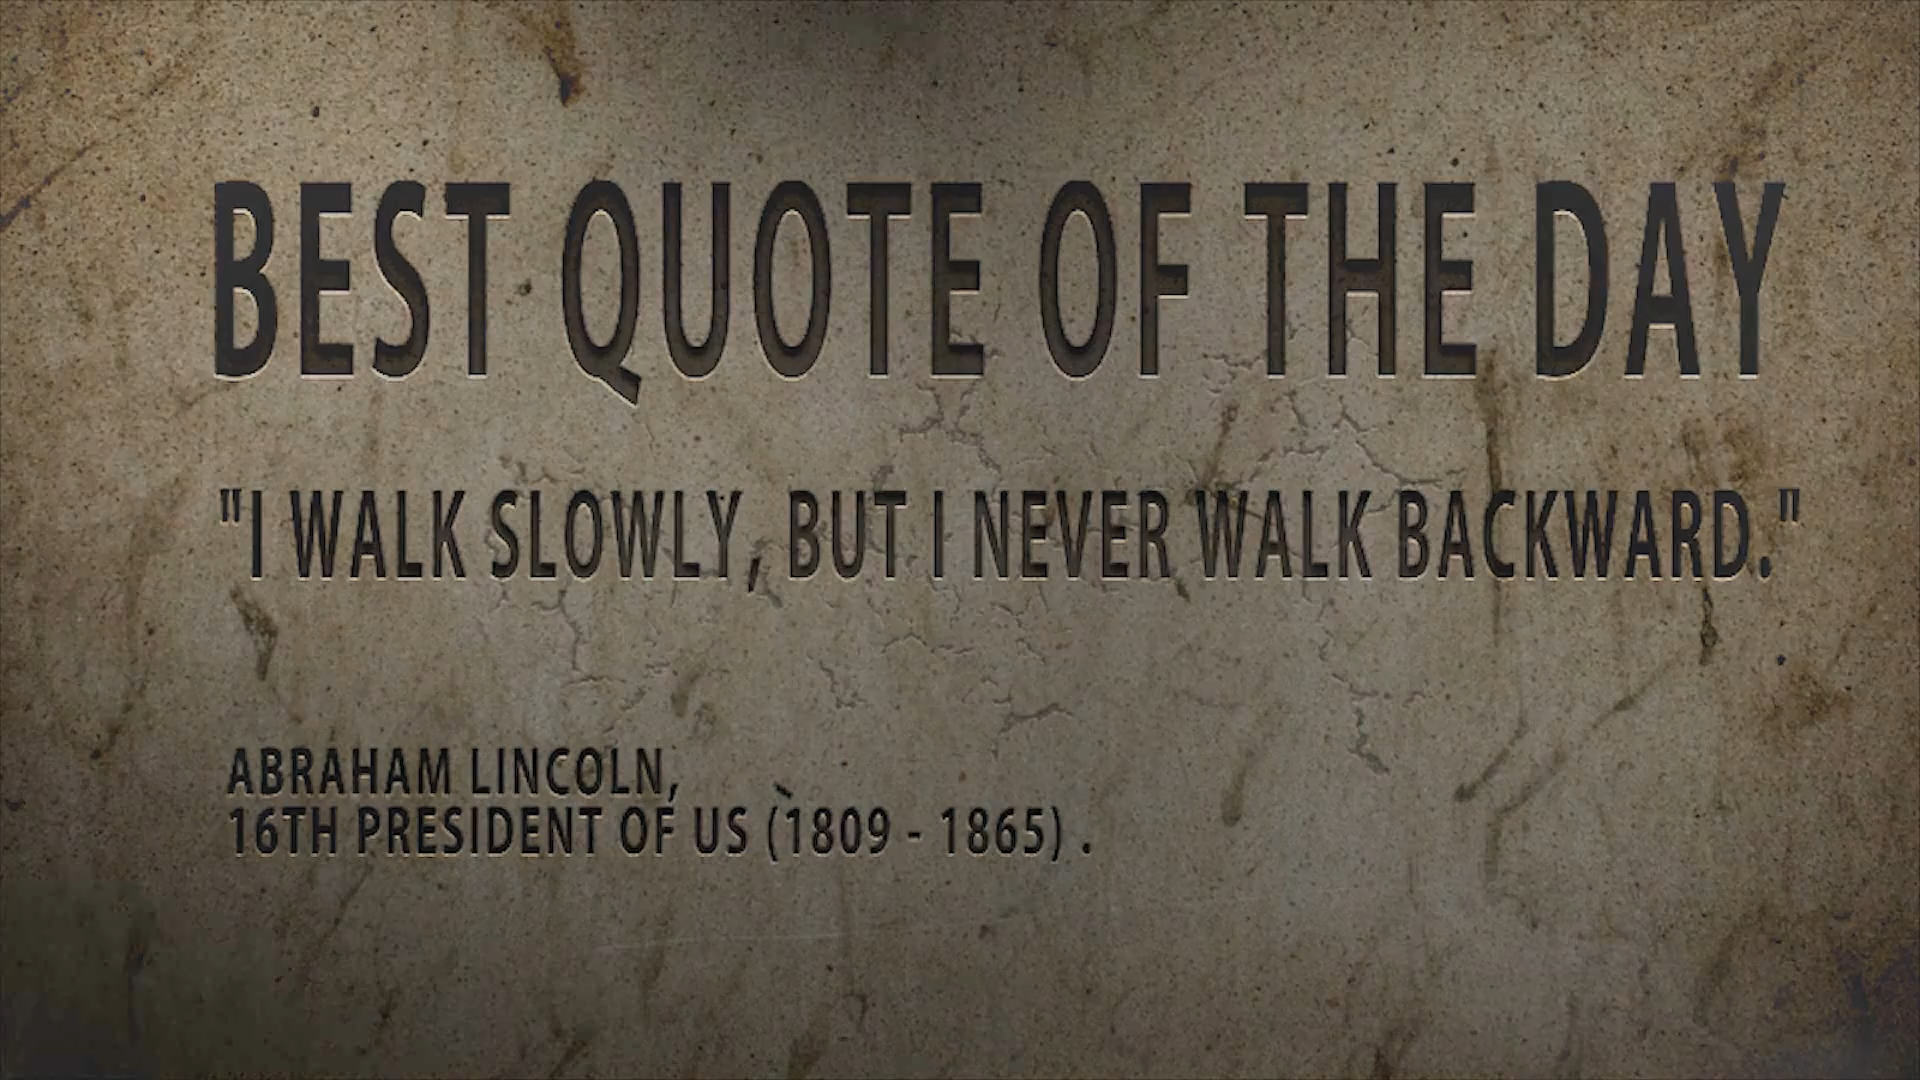 BEST QUOTE OF THE DAY
"I WALK SLOWLY, BUT I NEVER WALK BACKWARD."
ABRAHAM LINCOLN,
16TH PRESIDENT OF US (1809 - 1865) .